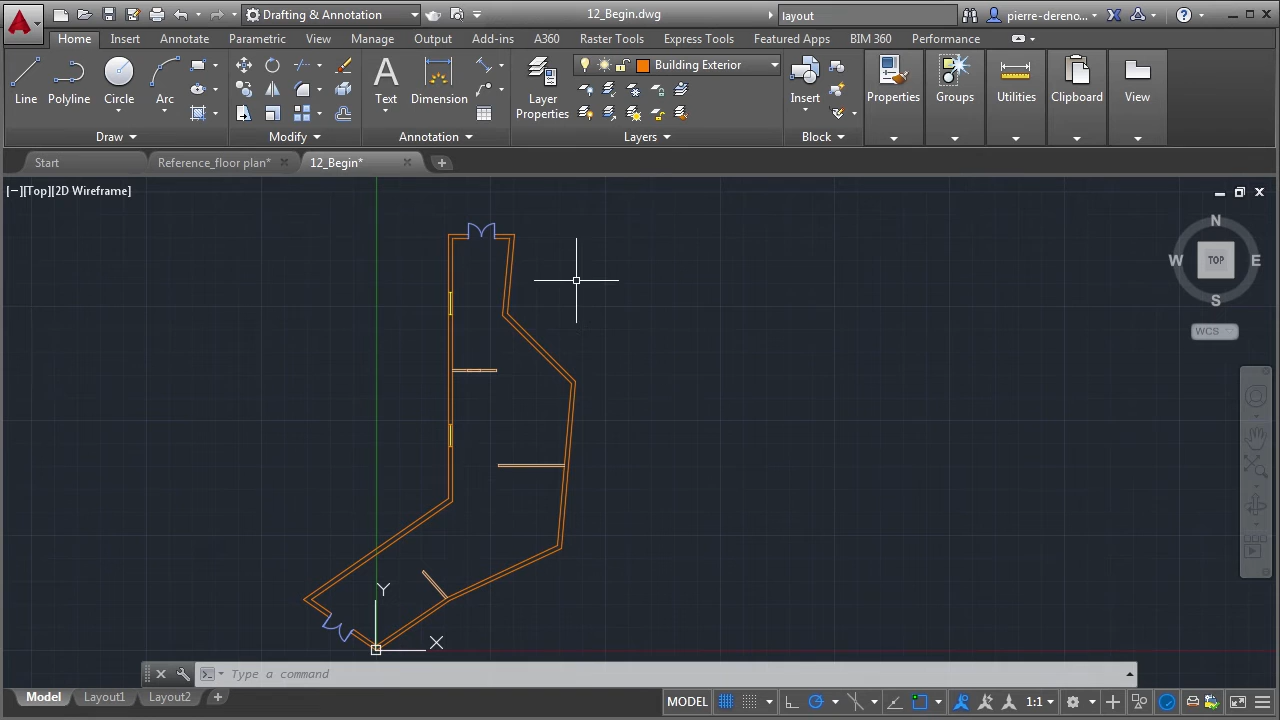 Drafting & Annotation
12_Begin.dwg
layout
pierre-dereno...
Home
Insert
Annotate
Parametric
View
Manage
Output
Add-ins
A360
Raster Tools
Express Tools
Featured Apps
BIM 360
Performance
Line
Polyline
Circle
Arc
A
Text
Dimension
Layer
Properties
Building Exterior
Insert
Properties
Groups
Utilities
Clipboard
View
Draw
Modify
Annotation
Layers
Block
Start
Reference_floor plan*
12_Begin*
[−][Top][2D Wireframe]
N
W
TOP
E
S
WCS
Y
X
Type a command
Model
Layout1
Layout2
MODEL
1:1